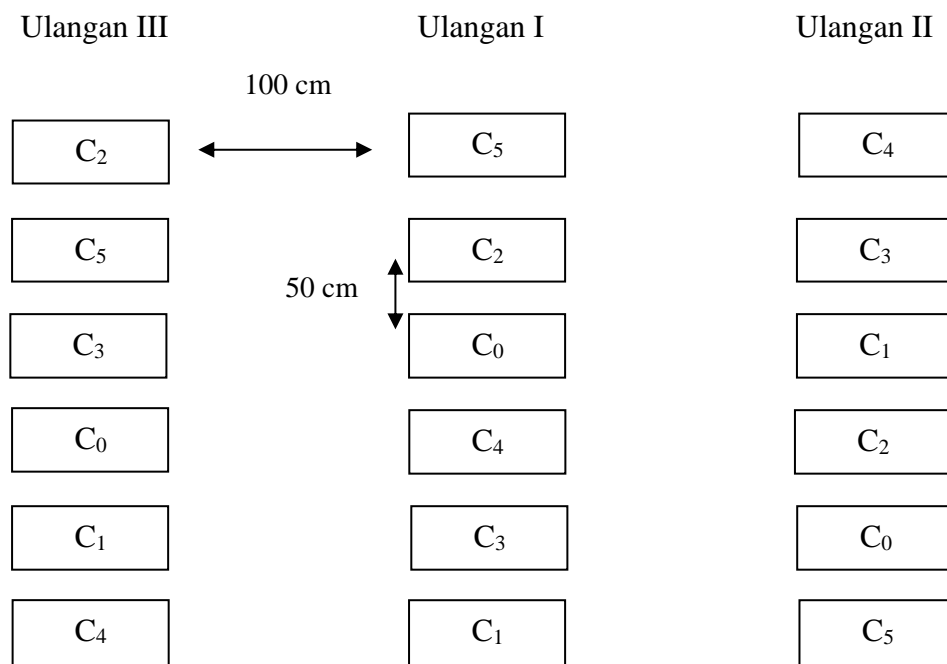 Ulangan III Ulangan I Ulangan II
100 cm
C₂ C₅ C₄
C₅ C₂ C₃
50 cm
C₃ C₀ C₁
C₀ C₄ C₂
C₁ C₃ C₀
C₄ C₁ C₅